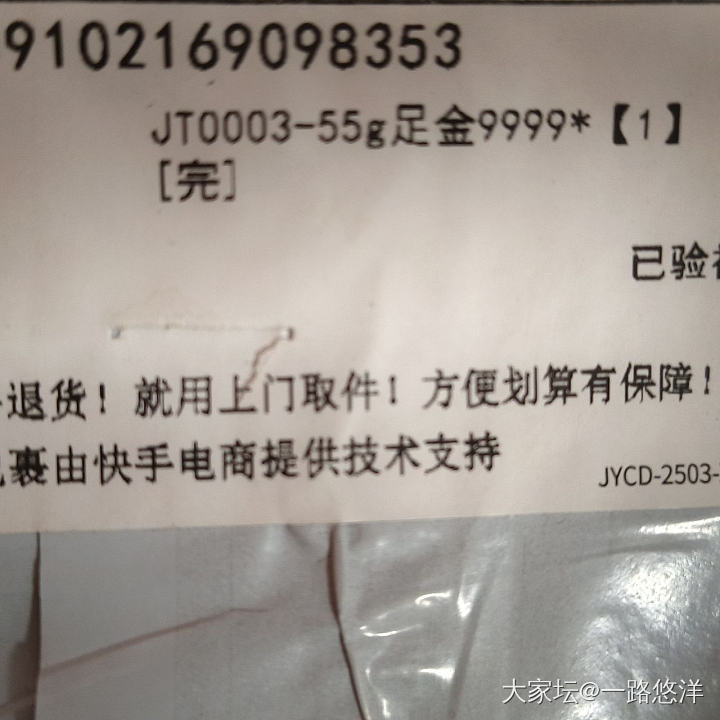 9102169098353
JT0003-55g足金9999*【1】
[完]
已验
退货！就用上门取件！方便划算有保障！
裹由快手电商提供技术支持
JYCD-2503-
大家坛@一路悠洋